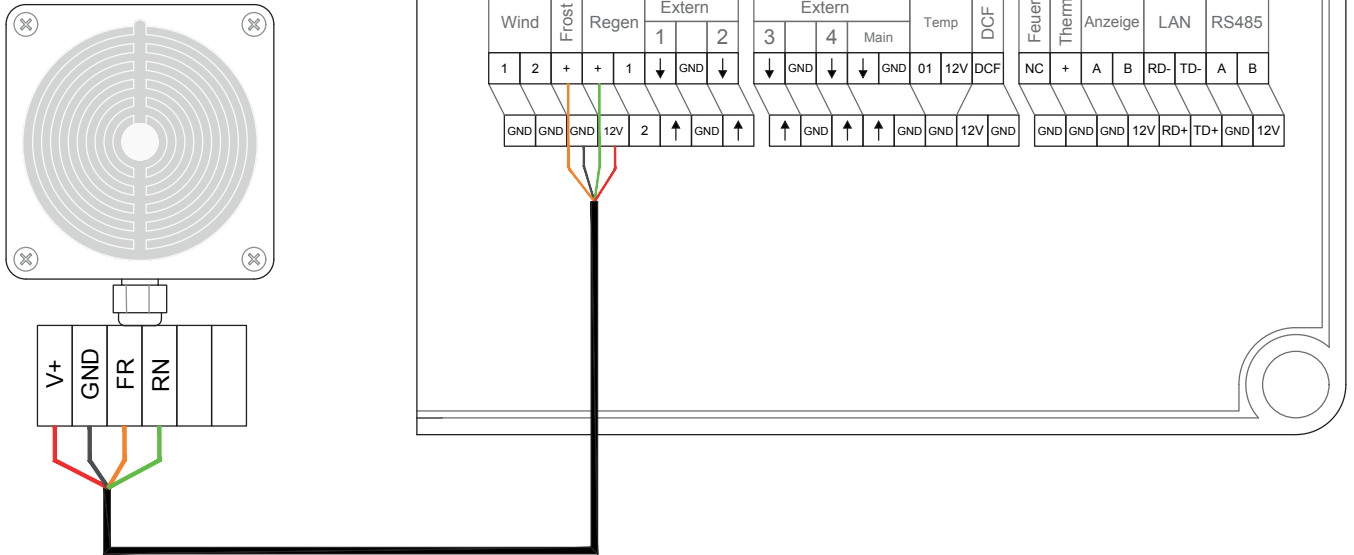 Wind Frost Regen Extern Extern Temp DCF Feuer Therm Anzeige LAN RS485
1 2 3 4 Main
1 2 + + 1 ↓ GND ↓ ↓ GND ↓ ↓ GND 01 12V DCF NC + A B RD- TD- A B
GND GND GND 12V 2 ↑ GND ↑ ↑ GND ↑ ↑ GND GND 12V GND GND GND GND 12V RD+ TD+ GND 12V
V+ GND FR RN